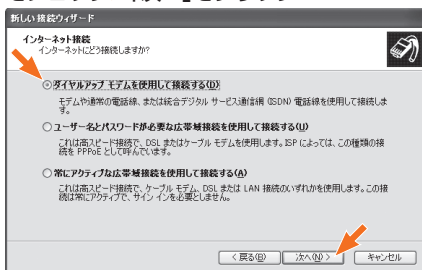 新しい接続ウィザード
インターネット接続
インターネットにどう接続しますか?
ダイヤルアップ モデムを使用して接続する(D)
モデムや通常の電話線、または統合デジタル サービス通信網 (ISDN) 電話線を使用して接続しま
す。
ユーザー名とパスワードが必要な広帯域接続を使用して接続する(U)
これは高スピード接続で、DSL またはケーブル モデムを使用します。ISP によっては、この種類の接
続を PPPoE として呼んでいます。
常にアクティブな広帯域接続を使用して接続する(A)
これは高スピード接続で、ケーブル モデム、DSL または LAN 接続のいずれかを使用します。この接
続は常にアクティブで、サイン インを必要としません。
< 戻る(B) 次へ(N) > キャンセル